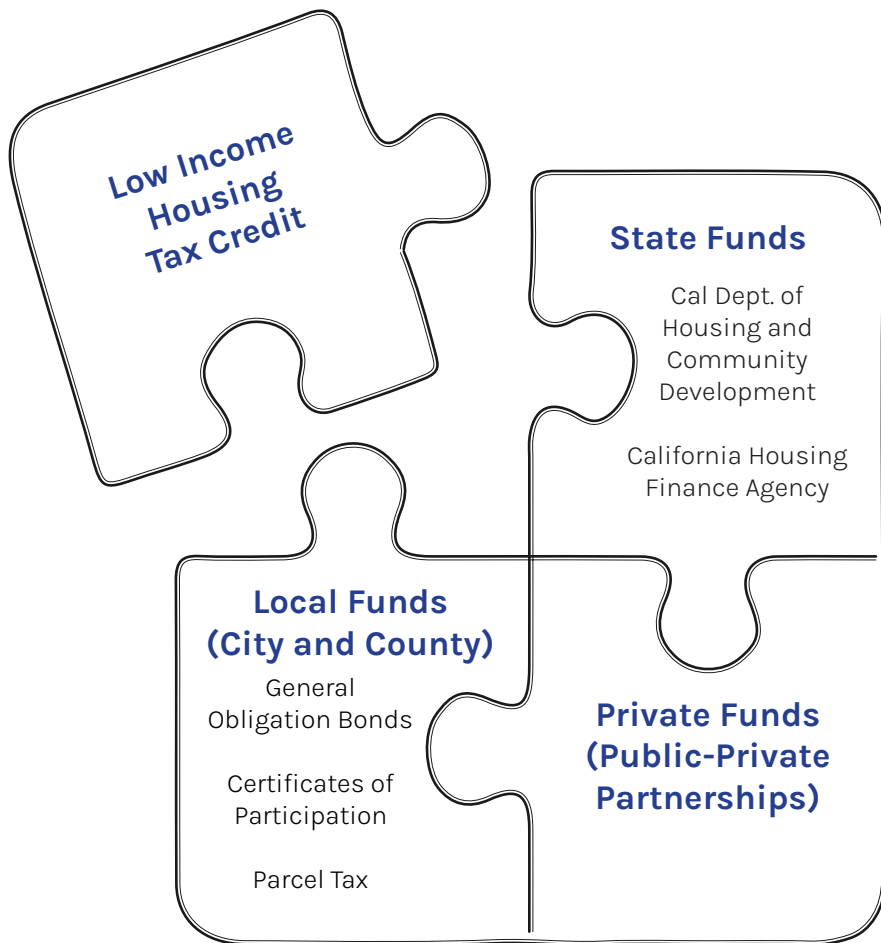 Low Income
Housing
Tax Credit
State Funds
Cal Dept. of
Housing and
Community
Development
California Housing
Finance Agency
Local Funds
(City and County)
General
Obligation Bonds
Certificates of
Participation
Parcel Tax
Private Funds
(Public-Private
Partnerships)